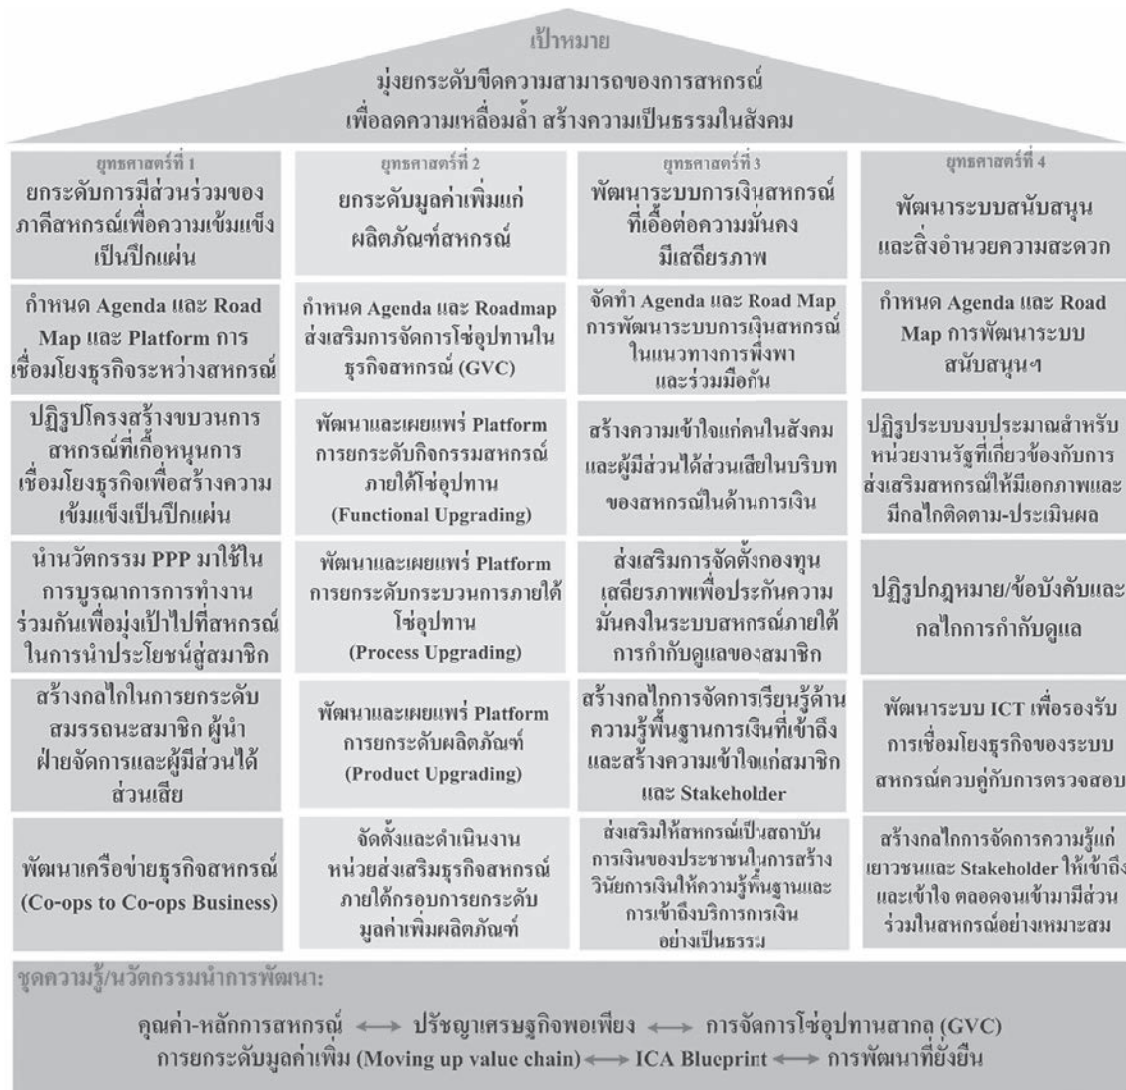 เป้าหมาย
มุ่งยกระดับขีดความสามารถของการสหกรณ์
เพื่อลดความเหลื่อมล้ำ สร้างความเป็นธรรมในสังคม
ยุทธศาสตร์ที่ 1
ยกระดับการมีส่วนร่วมของ
ภาคีสหกรณ์เพื่อความเข้มแข็ง
เป็นปึกแผ่น
กำหนด Agenda และ Road
Map และ Platform การ
เชื่อมโยงธุรกิจระหว่างสหกรณ์
ปฏิรูปโครงสร้างขบวนการ
สหกรณ์ที่เกื้อหนุนการ
เชื่อมโยงธุรกิจเพื่อสร้างความ
เข้มแข็งเป็นปึกแผ่น
นำนวัตกรรม PPP มาใช้ใน
การบูรณาการการทำงาน
ร่วมกันเพื่อมุ่งเป้าไปที่สหกรณ์
ในการนำประโยชน์สู่สมาชิก
สร้างกลไกในการยกระดับ
สมรรถนะสมาชิก ผู้นำ
ฝ่ายจัดการและผู้มีส่วนได้
ส่วนเสีย
พัฒนาเครือข่ายธุรกิจสหกรณ์
(Co-ops to Co-ops Business)
ยุทธศาสตร์ที่ 2
ยกระดับมูลค่าเพิ่มแก่
ผลิตภัณฑ์สหกรณ์
กำหนด Agenda และ Roadmap
ส่งเสริมการจัดการโซ่อุปทานใน
ธุรกิจสหกรณ์ (GVC)
พัฒนาและเผยแพร่ Platform
การยกระดับกิจกรรมสหกรณ์
ภายใต้โซ่อุปทาน
(Functional Upgrading)
พัฒนาและเผยแพร่ Platform
การยกระดับกระบวนการภายใต้
โซ่อุปทาน
(Process Upgrading)
พัฒนาและเผยแพร่ Platform
การยกระดับผลิตภัณฑ์
(Product Upgrading)
จัดตั้งและดำเนินงาน
หน่วยส่งเสริมธุรกิจสหกรณ์
ภายใต้กรอบการยกระดับ
มูลค่าเพิ่มผลิตภัณฑ์
ยุทธศาสตร์ที่ 3
พัฒนาระบบการเงินสหกรณ์
ที่เอื้อต่อความมั่นคง
มีเสถียรภาพ
จัดทำ Agenda และ Road Map
การพัฒนาระบบการเงินสหกรณ์
ในแนวทางการพึ่งพา
และร่วมมือกัน
สร้างความเข้าใจแก่คนในสังคม
และผู้มีส่วนได้ส่วนเสียในบริบท
ของสหกรณ์ในด้านการเงิน
ส่งเสริมการจัดตั้งกองทุน
เสถียรภาพเพื่อประกันความ
มั่นคงในระบบสหกรณ์ภายใต้
การกำกับดูแลของสมาชิก
สร้างกลไกการจัดการเรียนรู้ด้าน
ความรู้พื้นฐานการเงินที่เข้าถึง
และสร้างความเข้าใจแก่สมาชิก
และ Stakeholder
ส่งเสริมให้สหกรณ์เป็นสถาบัน
การเงินของประชาชนในการสร้าง
วินัยการเงินให้ความรู้พื้นฐานและ
การเข้าถึงบริการการเงิน
อย่างเป็นธรรม
ยุทธศาสตร์ที่ 4
พัฒนาระบบสนับสนุน
และสิ่งอำนวยความสะดวก
กำหนด Agenda และ Road
Map การพัฒนาระบบ
สนับสนุนฯ
ปฏิรูประบบงบประมาณสำหรับ
หน่วยงานรัฐที่เกี่ยวข้องกับการ
ส่งเสริมสหกรณ์ให้มีเอกภาพและ
มีกลไกติดตาม-ประเมินผล
ปฏิรูปกฎหมาย/ข้อบังคับและ
กลไกการกำกับดูแล
พัฒนาระบบ ICT เพื่อรองรับ
การเชื่อมโยงธุรกิจของระบบ
สหกรณ์ควบคู่กับการตรวจสอบ
สร้างกลไกการจัดการความรู้แก่
เยาวชนและ Stakeholder ให้เข้าถึง
และเข้าใจ ตลอดจนเข้ามามีส่วน
ร่วมในสหกรณ์อย่างเหมาะสม
ชุดความรู้/นวัตกรรมนำการพัฒนา:
คุณค่า-หลักการสหกรณ์ ⟷ ปรัชญาเศรษฐกิจพอเพียง ⟷ การจัดการโซ่อุปทานสากล (GVC)
การยกระดับมูลค่าเพิ่ม (Moving up value chain) ⟷ ICA Blueprint ⟷ การพัฒนาที่ยั่งยืน